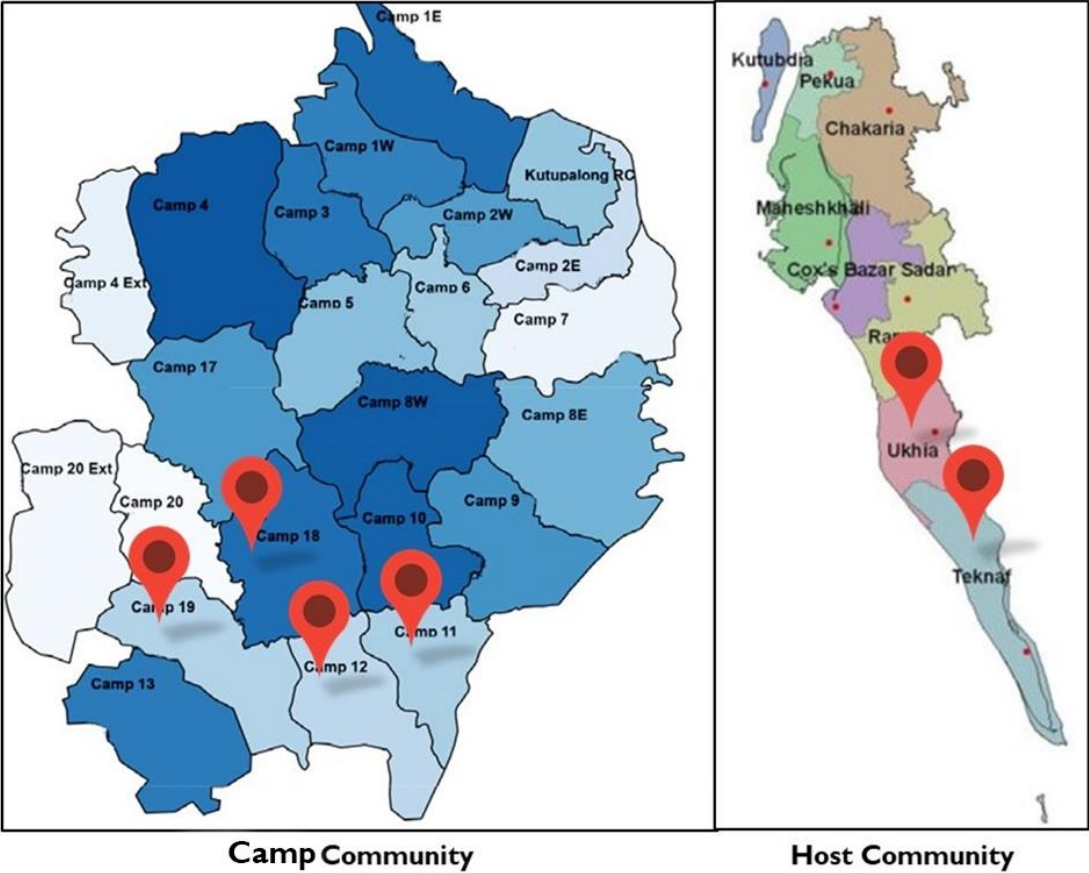 Camp 1E
Camp 1W
Kutupalong RC
Camp 4
Camp 3
Camp 2W
Camp 2E
Camp 4 Ext
Camp 6
Camp 5
Camp 7
Camp 17
Camp 8W
Camp 8E
Camp 20 Ext
Camp 20
Camp 9
Camp 10
Camp 18
Camp 19
Camp 11
Camp 12
Camp 13
Camp Community
Kutubdia
Pekua
Chakaria
Maheshkhali
Cox's Bazar Sadar
Ukhia
Teknaf
Host Community